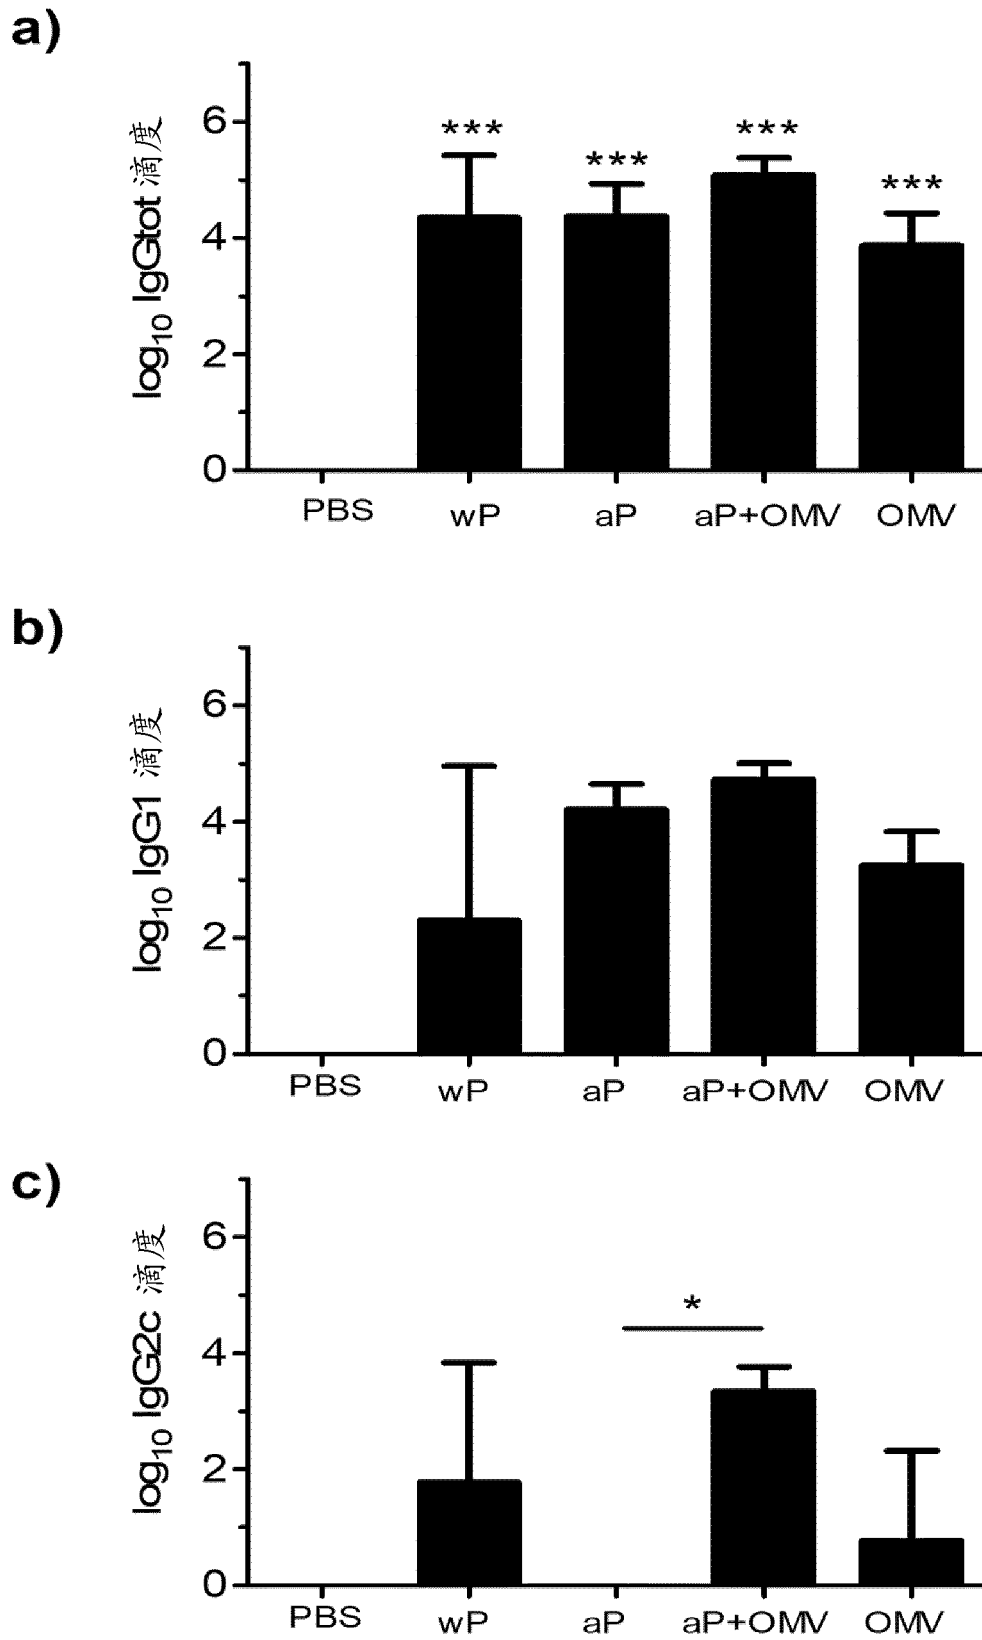 a)
log10 IgGtot 滴度
6
4
2
0
***
***
***
***
PBS
wP
aP
aP+OMV
OMV
b)
log10 IgG1 滴度
6
4
2
0
PBS
wP
aP
aP+OMV
OMV
c)
log10 IgG2c 滴度
6
4
2
0
*
PBS
wP
aP
aP+OMV
OMV